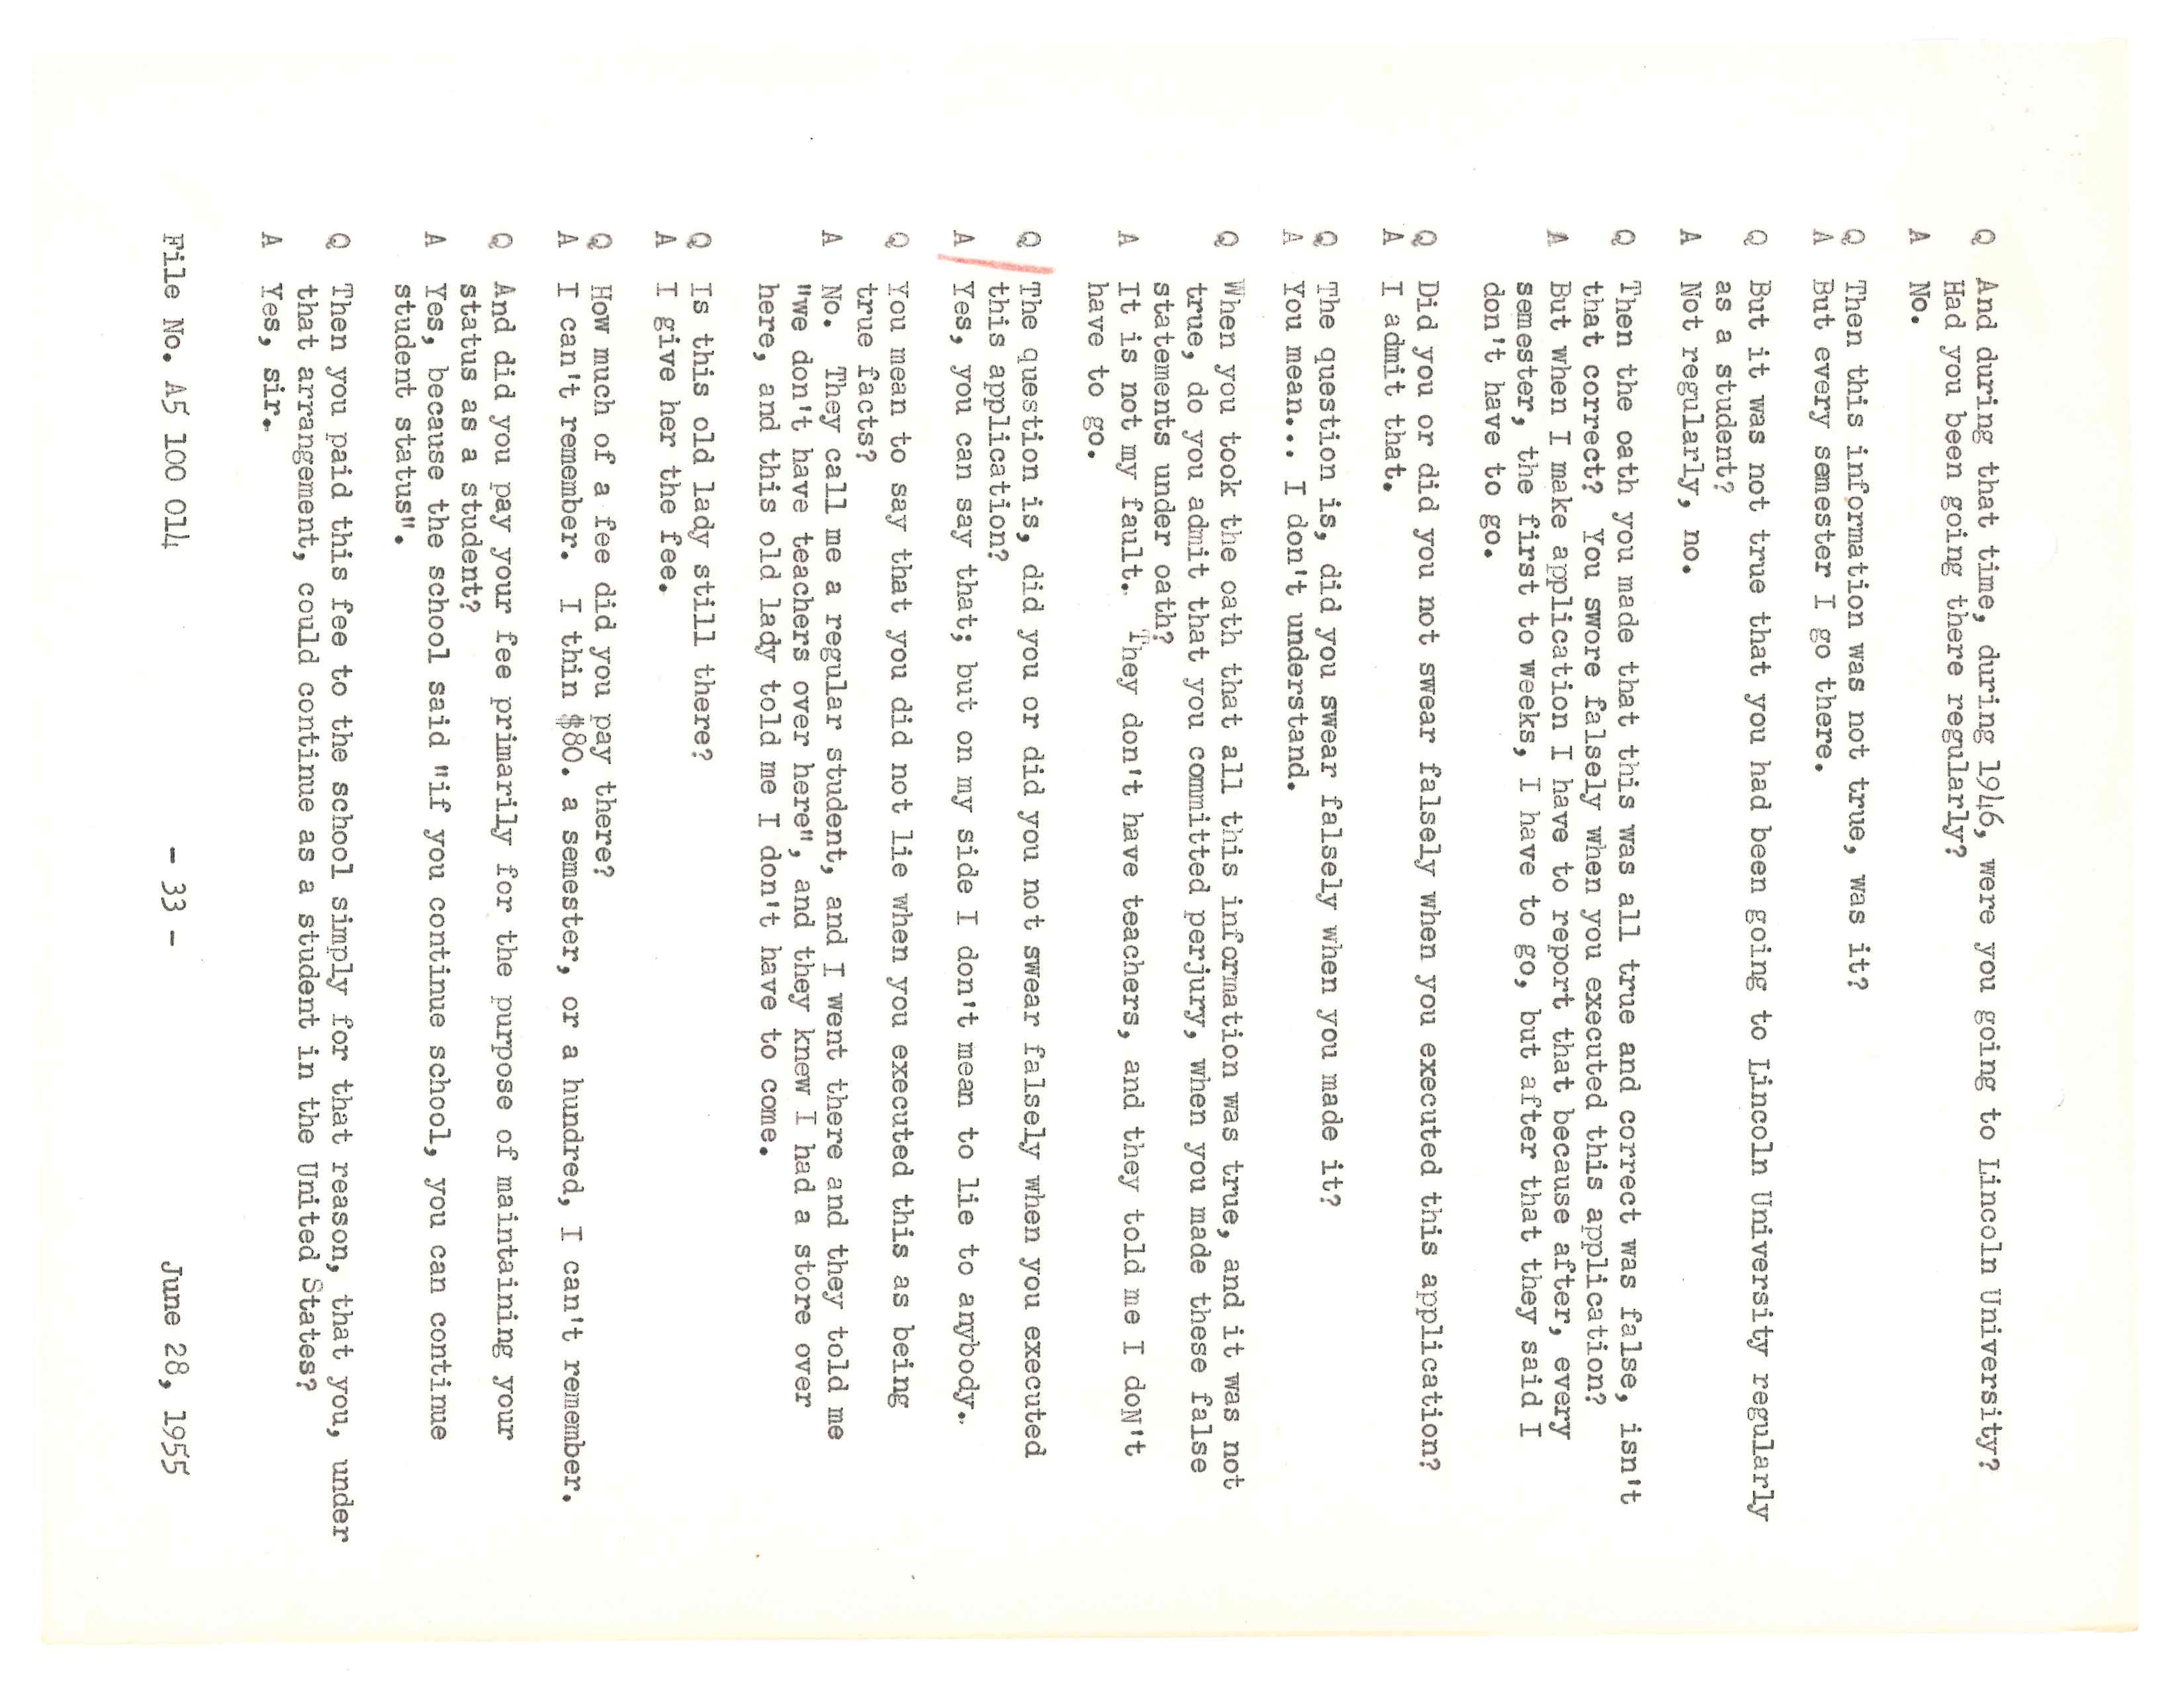 Q And during that time, during 1946, were you going to Lincoln University?
Had you been going there regularly?
A No.
Q Then this information was not true, was it?
A But every semester I go there.
Q But it was not true that you had been going to Lincoln University regularly
as a student?
A Not regularly, no.
Q Then the oath you made that this was all true and correct was false, isn't
that correct? You swore falsely when you executed this application?
A But when I make application I have to report that because after, every
semester, the first to weeks, I have to go, but after that they said I
don't have to go.
Q Did you or did you not swear falsely when you executed this application?
A I admit that.
Q The question is, did you swear falsely when you made it?
A You mean... I don't understand.
Q When you took the oath that all this information was true, and it was not
true, do you admit that you committed perjury, when you made these false
statements under oath?
A It is not my fault. They don't have teachers, and they told me I doN't
have to go.
Q The question is, did you or did you not swear falsely when you executed
this application?
A Yes, you can say that; but on my side I don't mean to lie to anybody.
Q You mean to say that you did not lie when you executed this as being
true facts?
A No. They call me a regular student, and I went there and they told me
"we don't have teachers over here", and they knew I had a store over
here, and this old lady told me I don't have to come.
Q Is this old lady still there?
A I give her the fee.
Q How much of a fee did you pay there?
A I can't remember. I thin $80. a semester, or a hundred, I can't remember.
Q And did you pay your fee primarily for the purpose of maintaining your
status as a student?
A Yes, because the school said "if you continue school, you can continue
student status".
Q Then you paid this fee to the school simply for that reason, that you, under
that arrangement, could continue as a student in the United States?
A Yes, sir.
File No. A5 100 014 - 33 - June 28, 1955